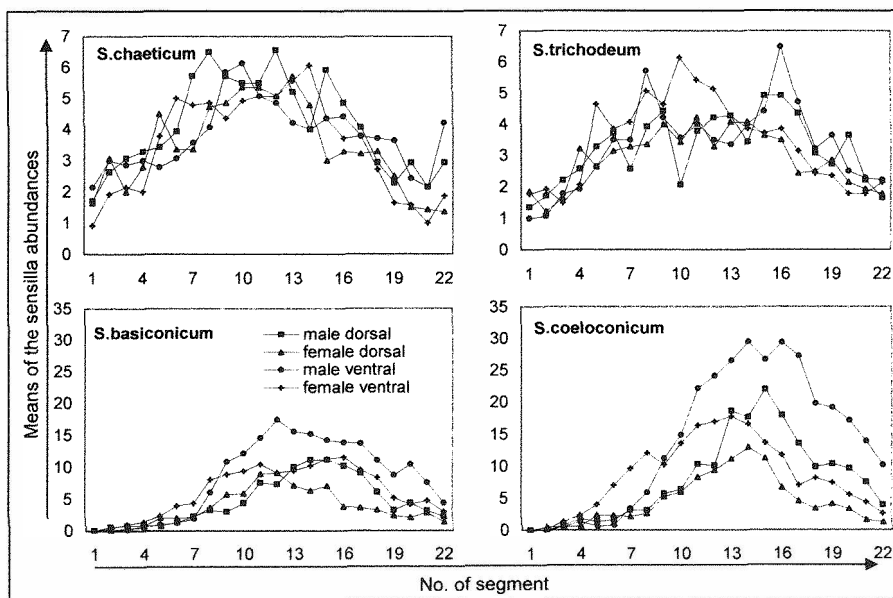 Means of the sensilla abundances
S.chaeticum
7
6
5
4
3
2
1
0
1 4 7 10 13 16 19 22
S.trichodeum
7
6
5
4
3
2
1
0
1 4 7 10 13 16 19 22
S.basiconicum
35
30
25
20
15
10
5
0
male dorsal
female dorsal
male ventral
female ventral
1 4 7 10 13 16 19 22
S.coeloconicum
35
30
25
20
15
10
5
0
1 4 7 10 13 16 19 22
No. of segment